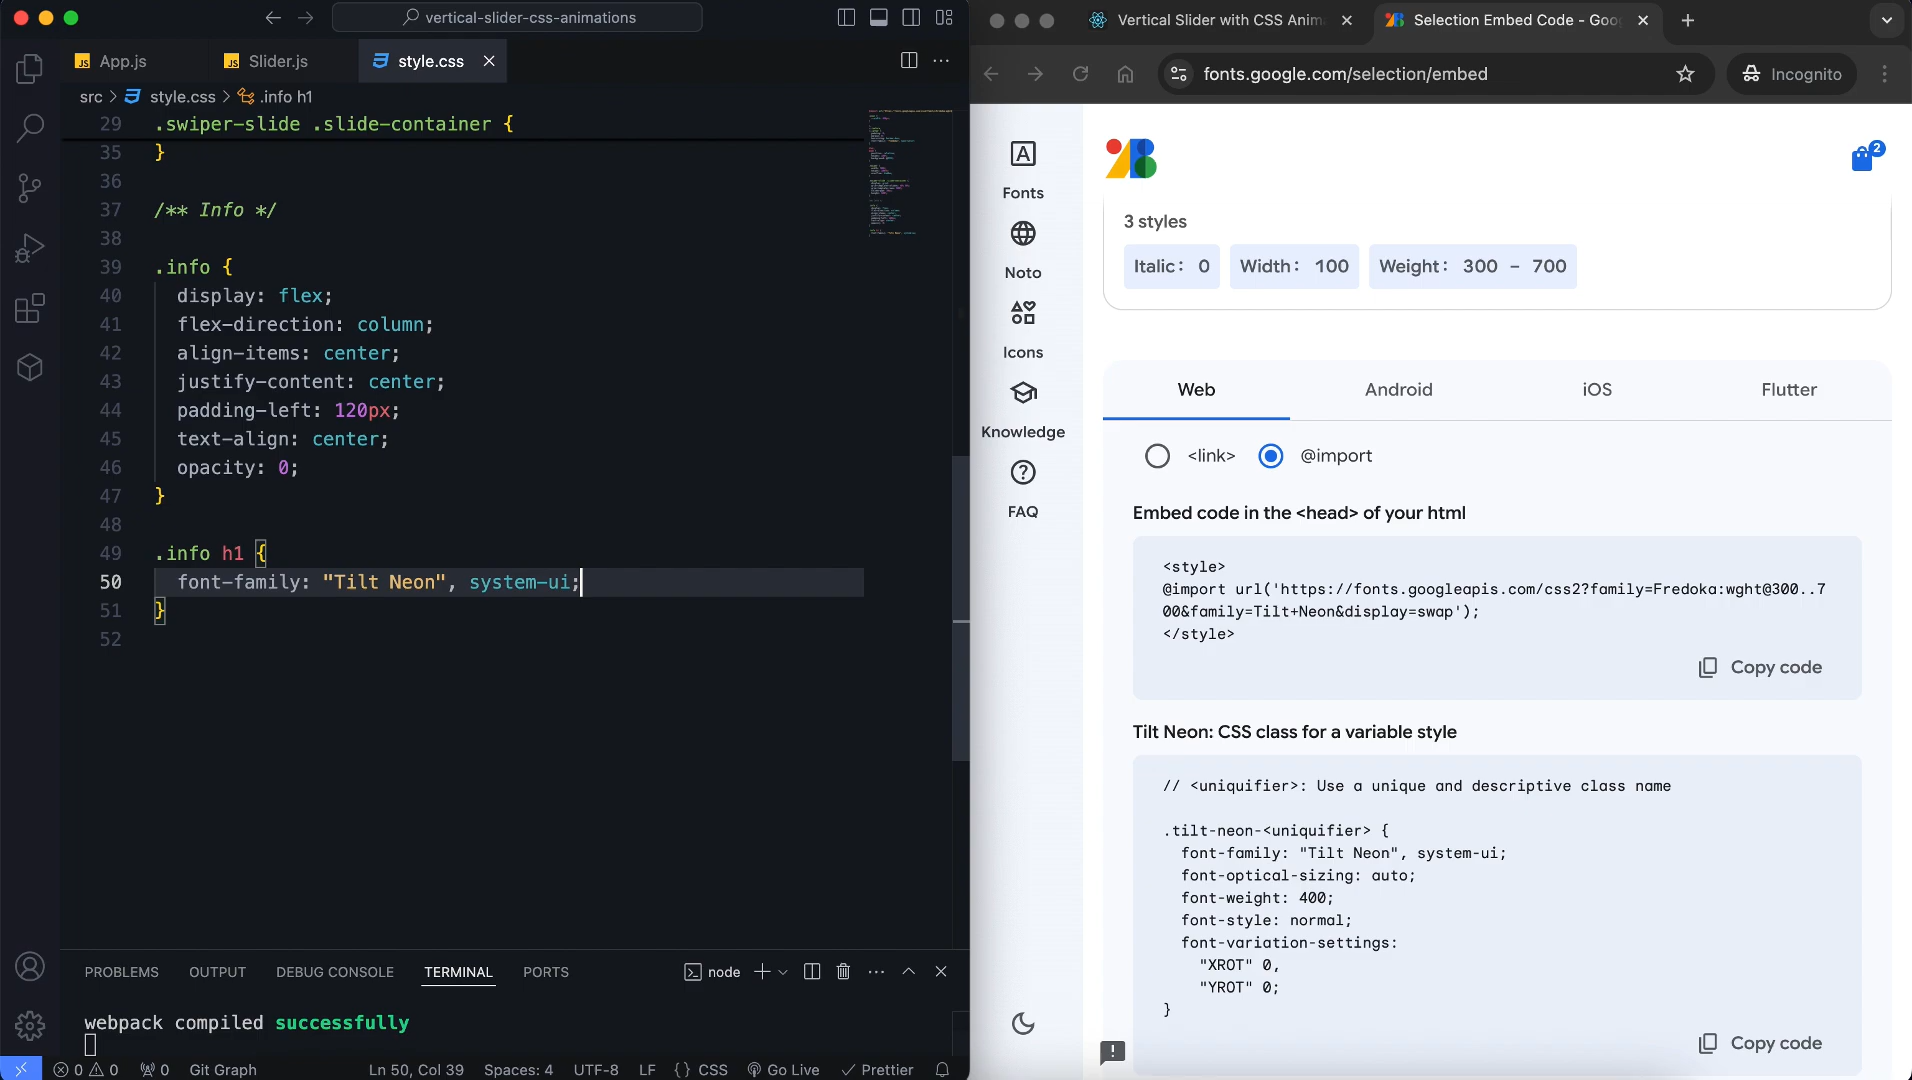 vertical-slider-css-animations
App.js
Slider.js
style.css
src > style.css > .info h1
29 .swiper-slide .slide-container {
35 }
36
37 /** Info */
38
39 .info {
40 display: flex;
41 flex-direction: column;
42 align-items: center;
43 justify-content: center;
44 padding-left: 120px;
45 text-align: center;
46 opacity: 0;
47 }
48
49 .info h1 {
50 font-family: "Tilt Neon", system-ui;
51 }
52
PROBLEMS OUTPUT DEBUG CONSOLE TERMINAL PORTS
node
webpack compiled successfully
0 0 0 Git Graph Ln 50, Col 39 Spaces: 4 UTF-8 LF {} CSS Go Live Prettier
Vertical Slider with CSS Anim
Selection Embed Code - Goo
fonts.google.com/selection/embed
Incognito
2
Fonts
Noto
Icons
Knowledge
FAQ
3 styles
Italic: 0 Width: 100 Weight: 300 – 700
Web Android iOS Flutter
<link> @import
Embed code in the <head> of your html
<style>
@import url('https://fonts.googleapis.com/css2?family=Fredoka:wght@300..7
00&family=Tilt+Neon&display=swap');
</style>
Copy code
Tilt Neon: CSS class for a variable style
// <uniquifier>: Use a unique and descriptive class name
.tilt-neon-<uniquifier> {
font-family: "Tilt Neon", system-ui;
font-optical-sizing: auto;
font-weight: 400;
font-style: normal;
font-variation-settings:
"XROT" 0,
"YROT" 0;
}
Copy code